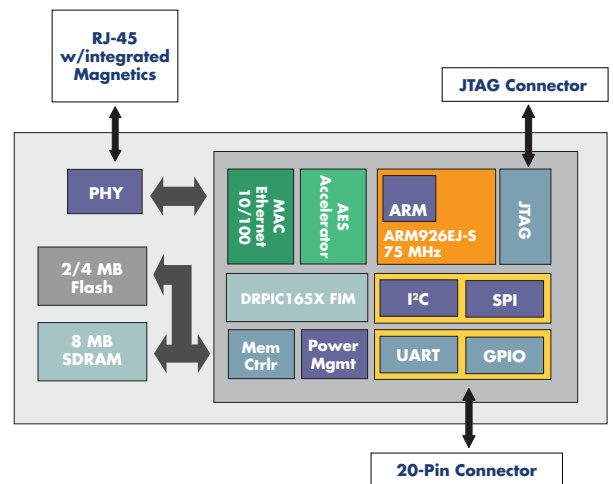 RJ-45
w/integrated
Magnetics
JTAG Connector
PHY
MAC
Ethernet
10/100
AES
Accelerator
ARM
ARM926EJ-S
75 MHz
JTAG
2/4 MB
Flash
DRPIC165X FIM
I²C
SPI
8 MB
SDRAM
Mem
Ctrlr
Power
Mgmt
UART
GPIO
20-Pin Connector